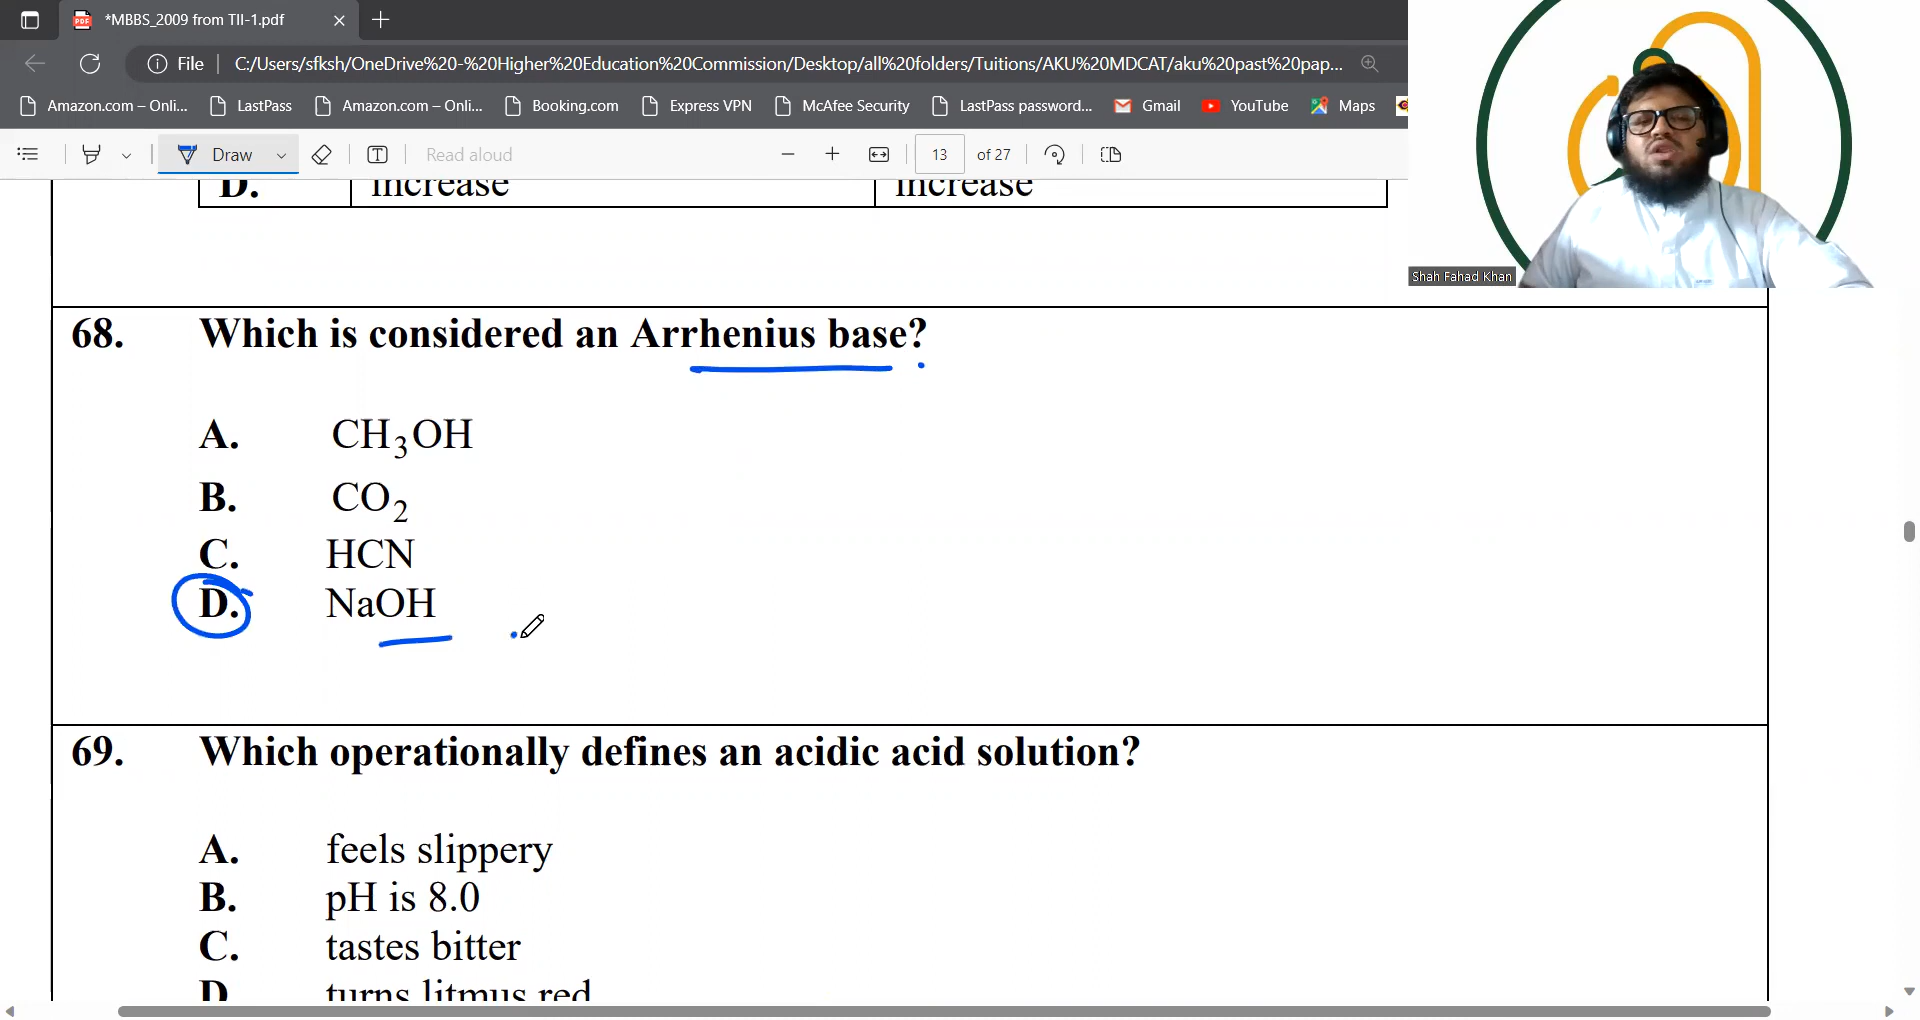 *MBBS_2009 from TII-1.pdf
File C:/Users/sfksh/OneDrive%20-%20Higher%20Education%20Commission/Desktop/all%20folders/Tuitions/AKU%20MDCAT/aku%20past%20pap...
Amazon.com – Onli... LastPass Amazon.com – Onli... Booking.com Express VPN McAfee Security LastPass password... Gmail YouTube Maps
Draw Read aloud 13 of 27
D. increase increase
Shah Fahad Khan
68. Which is considered an Arrhenius base?
A. CH₃OH
B. CO₂
C. HCN
D. NaOH
69. Which operationally defines an acidic acid solution?
A. feels slippery
B. pH is 8.0
C. tastes bitter
D turns litmus red